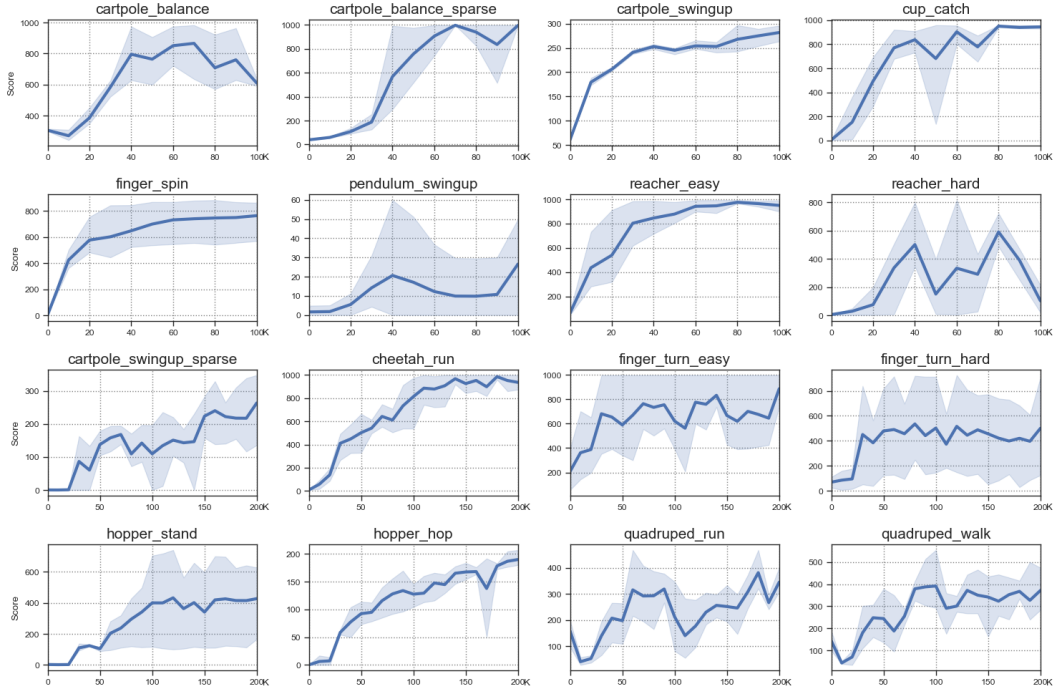 cartpole_balance
Score
1000
800
600
400
0 20 40 60 80 100K
cartpole_balance_sparse
1000
800
600
400
200
0
0 20 40 60 80 100K
cartpole_swingup
300
250
200
150
100
50
0 20 40 60 80 100K
cup_catch
1000
800
600
400
200
0
0 20 40 60 80 100K
finger_spin
Score
800
600
400
200
0
0 20 40 60 80 100K
pendulum_swingup
60
50
40
30
20
10
0
0 20 40 60 80 100K
reacher_easy
1000
800
600
400
200
0 20 40 60 80 100K
reacher_hard
800
600
400
200
0
0 20 40 60 80 100K
cartpole_swingup_sparse
Score
300
200
100
0
0 50 100 150 200K
cheetah_run
1000
800
600
400
200
0
0 50 100 150 200K
finger_turn_easy
1000
800
600
400
200
0 50 100 150 200K
finger_turn_hard
1000
800
600
400
200
0
0 50 100 150 200K
hopper_stand
Score
600
400
200
0
0 50 100 150 200K
hopper_hop
200
150
100
50
0
0 50 100 150 200K
quadruped_run
500
400
300
200
100
0 50 100 150 200K
quadruped_walk
500
400
300
200
100
0 50 100 150 200K